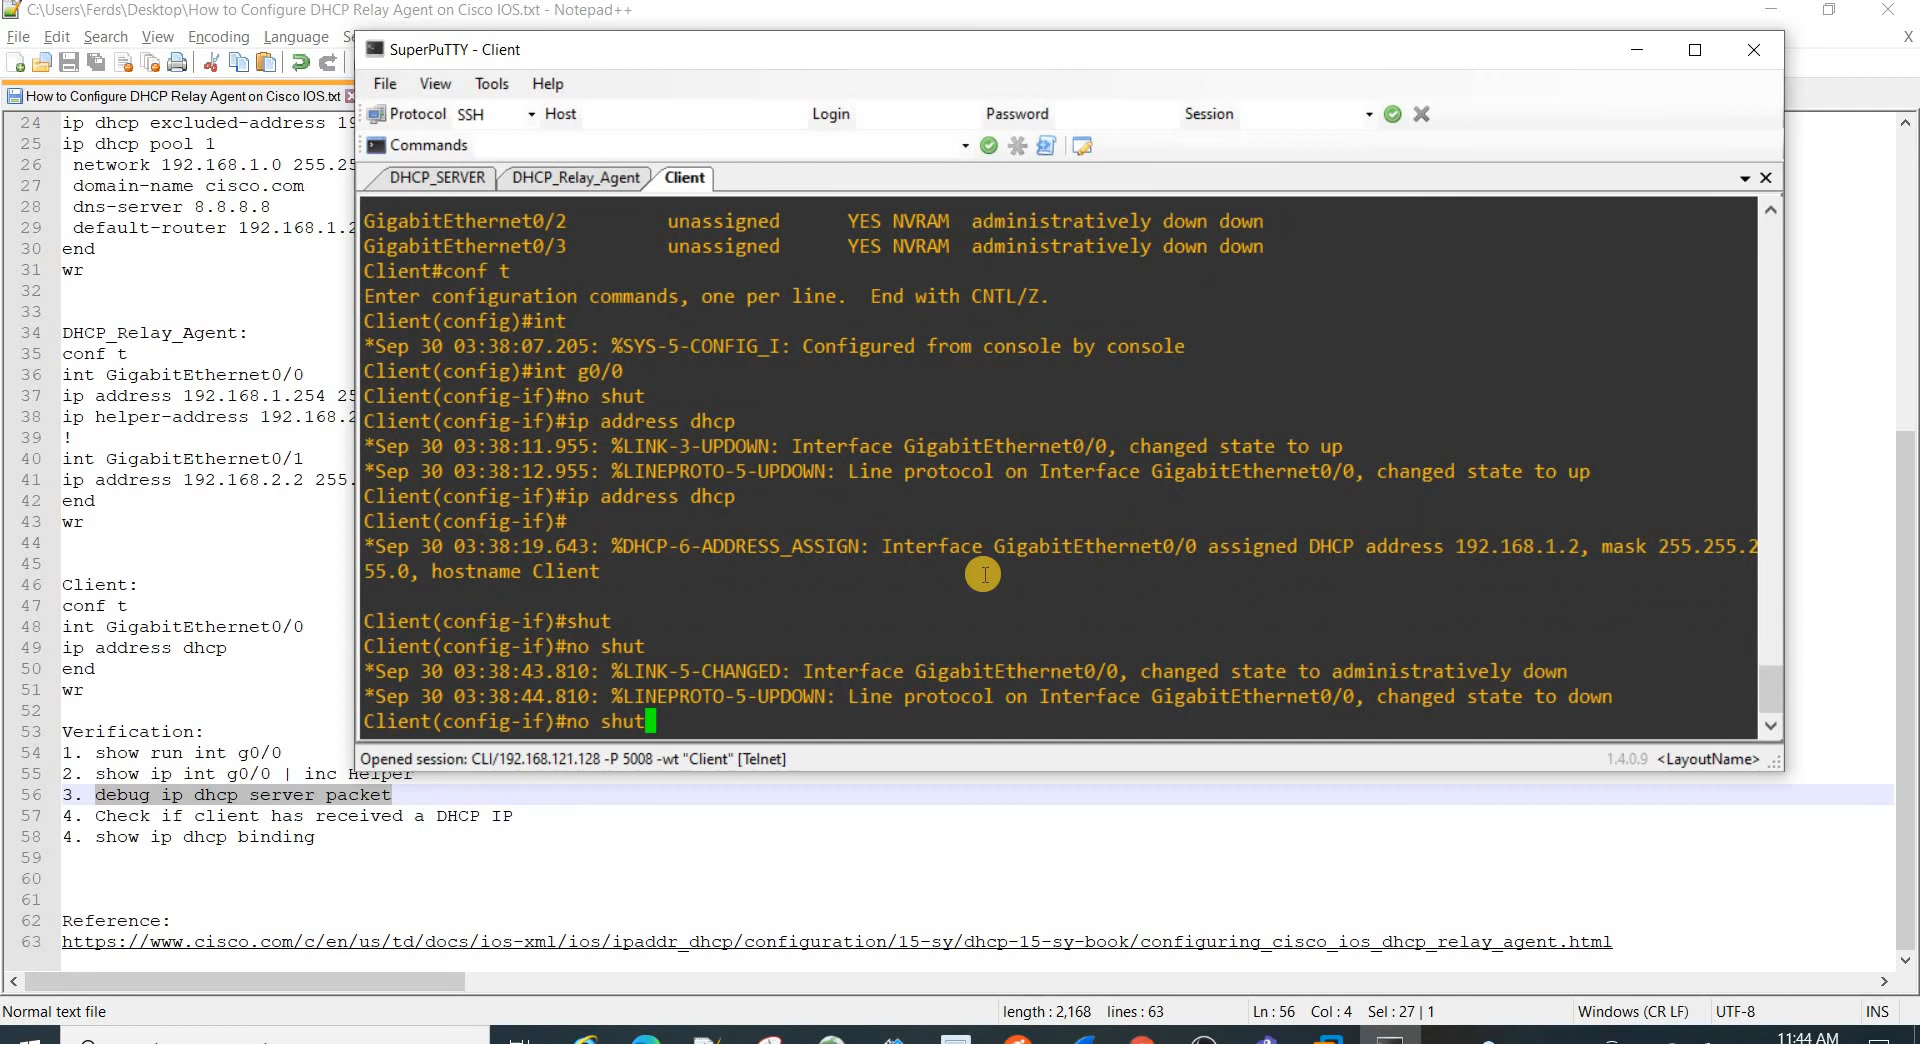 C:\Users\Ferds\Desktop\How to Configure DHCP Relay Agent on Cisco IOS.txt - Notepad++
File Edit Search View Encoding Language
How to Configure DHCP Relay Agent on Cisco IOS.txt
X
24 ip dhcp excluded-address 19
25 ip dhcp pool 1
26 network 192.168.1.0 255.25
27 domain-name cisco.com
28 dns-server 8.8.8.8
29 default-router 192.168.1.2
30 end
31 wr
32
33
34 DHCP_Relay_Agent:
35 conf t
36 int GigabitEthernet0/0
37 ip address 192.168.1.254 25
38 ip helper-address 192.168.2
39 !
40 int GigabitEthernet0/1
41 ip address 192.168.2.2 255.
42 end
43 wr
44
45
46 Client:
47 conf t
48 int GigabitEthernet0/0
49 ip address dhcp
50 end
51 wr
52
53 Verification:
54 1. show run int g0/0
55 2. show ip int g0/0 | inc Helper
56 3. debug ip dhcp server packet
57 4. Check if client has received a DHCP IP
58 4. show ip dhcp binding
59
60
61
62 Reference:
63 https://www.cisco.com/c/en/us/td/docs/ios-xml/ios/ipaddr_dhcp/configuration/15-sy/dhcp-15-sy-book/configuring_cisco_ios_dhcp_relay_agent.html
SuperPuTTY - Client
File View Tools Help
Protocol SSH Host Login Password Session
Commands
DHCP_SERVER DHCP_Relay_Agent Client
GigabitEthernet0/2 unassigned YES NVRAM administratively down down
GigabitEthernet0/3 unassigned YES NVRAM administratively down down
Client#conf t
Enter configuration commands, one per line. End with CNTL/Z.
Client(config)#int
*Sep 30 03:38:07.205: %SYS-5-CONFIG_I: Configured from console by console
Client(config)#int g0/0
Client(config-if)#no shut
Client(config-if)#ip address dhcp
*Sep 30 03:38:11.955: %LINK-3-UPDOWN: Interface GigabitEthernet0/0, changed state to up
*Sep 30 03:38:12.955: %LINEPROTO-5-UPDOWN: Line protocol on Interface GigabitEthernet0/0, changed state to up
Client(config-if)#ip address dhcp
Client(config-if)#
*Sep 30 03:38:19.643: %DHCP-6-ADDRESS_ASSIGN: Interface GigabitEthernet0/0 assigned DHCP address 192.168.1.2, mask 255.255.2
55.0, hostname Client
Client(config-if)#shut
Client(config-if)#no shut
*Sep 30 03:38:43.810: %LINK-5-CHANGED: Interface GigabitEthernet0/0, changed state to administratively down
*Sep 30 03:38:44.810: %LINEPROTO-5-UPDOWN: Line protocol on Interface GigabitEthernet0/0, changed state to down
Client(config-if)#no shut
Opened session: CLI/192.168.121.128 -P 5008 -wt "Client" [Telnet] 1.4.0.9 <LayoutName>
Normal text file length : 2,168 lines : 63 Ln : 56 Col : 4 Sel : 27 | 1 Windows (CR LF) UTF-8 INS
11:44 AM